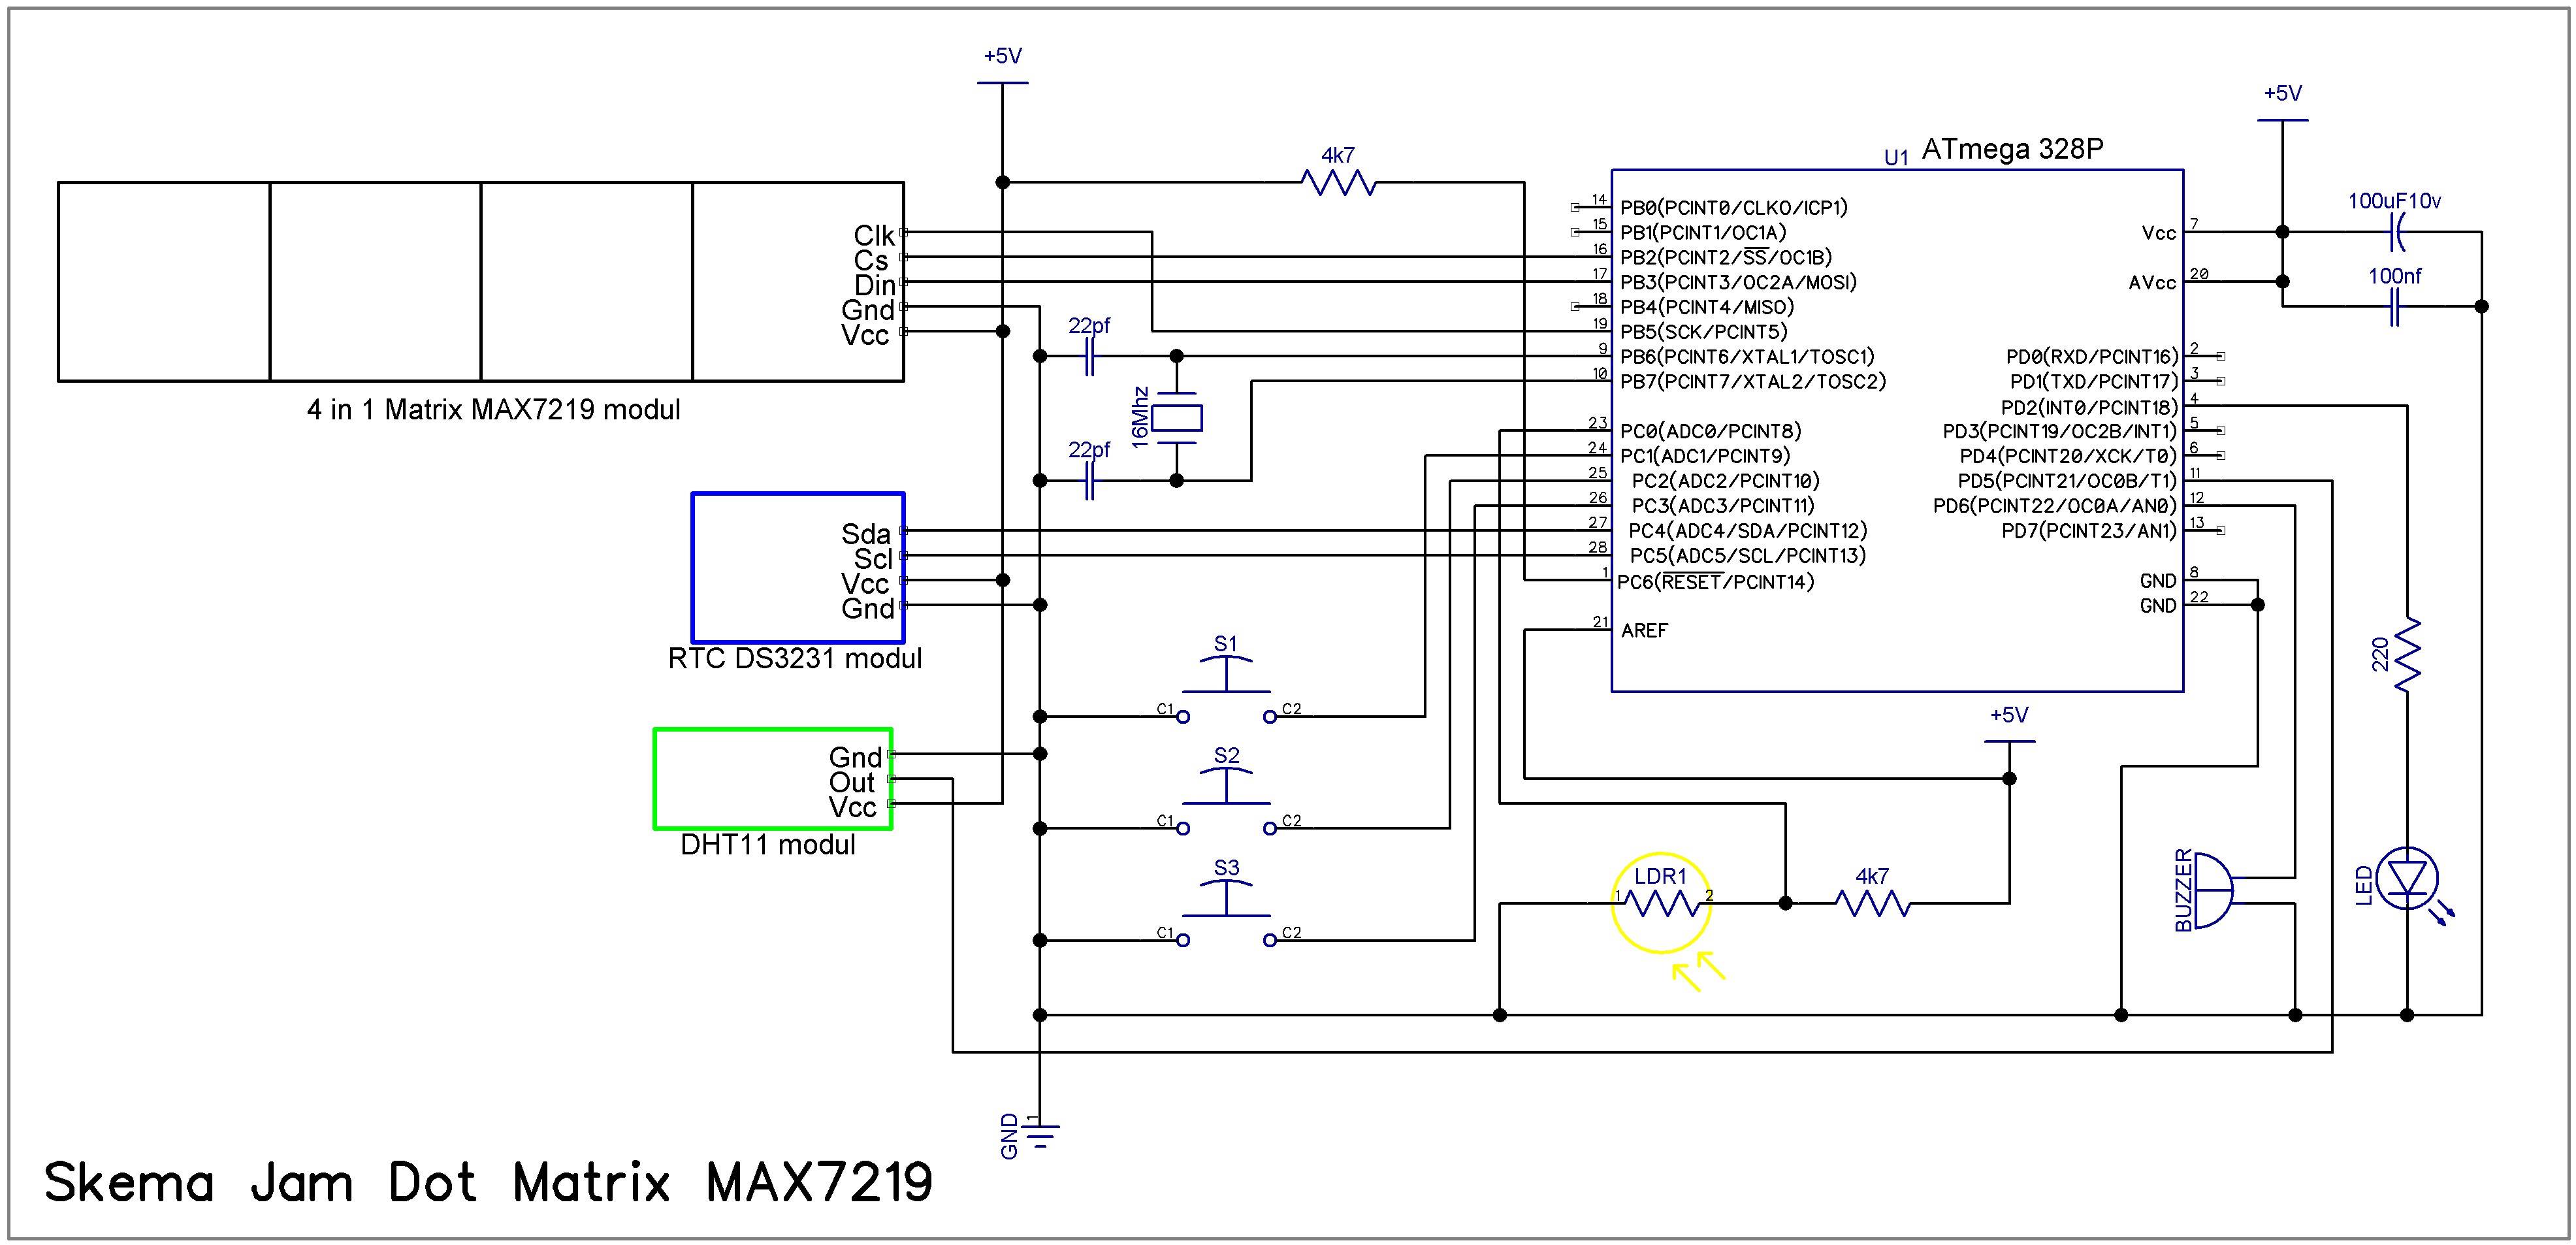 +5V
+5V
4k7
U1 ATmega 328P
100uF10v
100nf
Clk
Cs
Din
Gnd
Vcc
4 in 1 Matrix MAX7219 modul
22pf
16Mhz
22pf
14 PB0(PCINT0/CLKO/ICP1)
15 PB1(PCINT1/OC1A)
16 PB2(PCINT2/SS/OC1B)
17 PB3(PCINT3/OC2A/MOSI)
18 PB4(PCINT4/MISO)
19 PB5(SCK/PCINT5)
9 PB6(PCINT6/XTAL1/TOSC1)
10 PB7(PCINT7/XTAL2/TOSC2)
23 PC0(ADC0/PCINT8)
24 PC1(ADC1/PCINT9)
25 PC2(ADC2/PCINT10)
26 PC3(ADC3/PCINT11)
27 PC4(ADC4/SDA/PCINT12)
28 PC5(ADC5/SCL/PCINT13)
1 PC6(RESET/PCINT14)
21 AREF
Vcc 7
AVcc 20
PD0(RXD/PCINT16) 2
PD1(TXD/PCINT17) 3
PD2(INT0/PCINT18) 4
PD3(PCINT19/OC2B/INT1) 5
PD4(PCINT20/XCK/T0) 6
PD5(PCINT21/OC0B/T1) 11
PD6(PCINT22/OC0A/AN0) 12
PD7(PCINT23/AN1) 13
GND 8
GND 22
Sda
Scl
Vcc
Gnd
RTC DS3231 modul
S1
C1 C2
S2
C1 C2
S3
C1 C2
Gnd
Out
Vcc
DHT11 modul
+5V
LDR1
1 2
4k7
BUZZER
220
LED
GND 1
Skema Jam Dot Matrix MAX7219